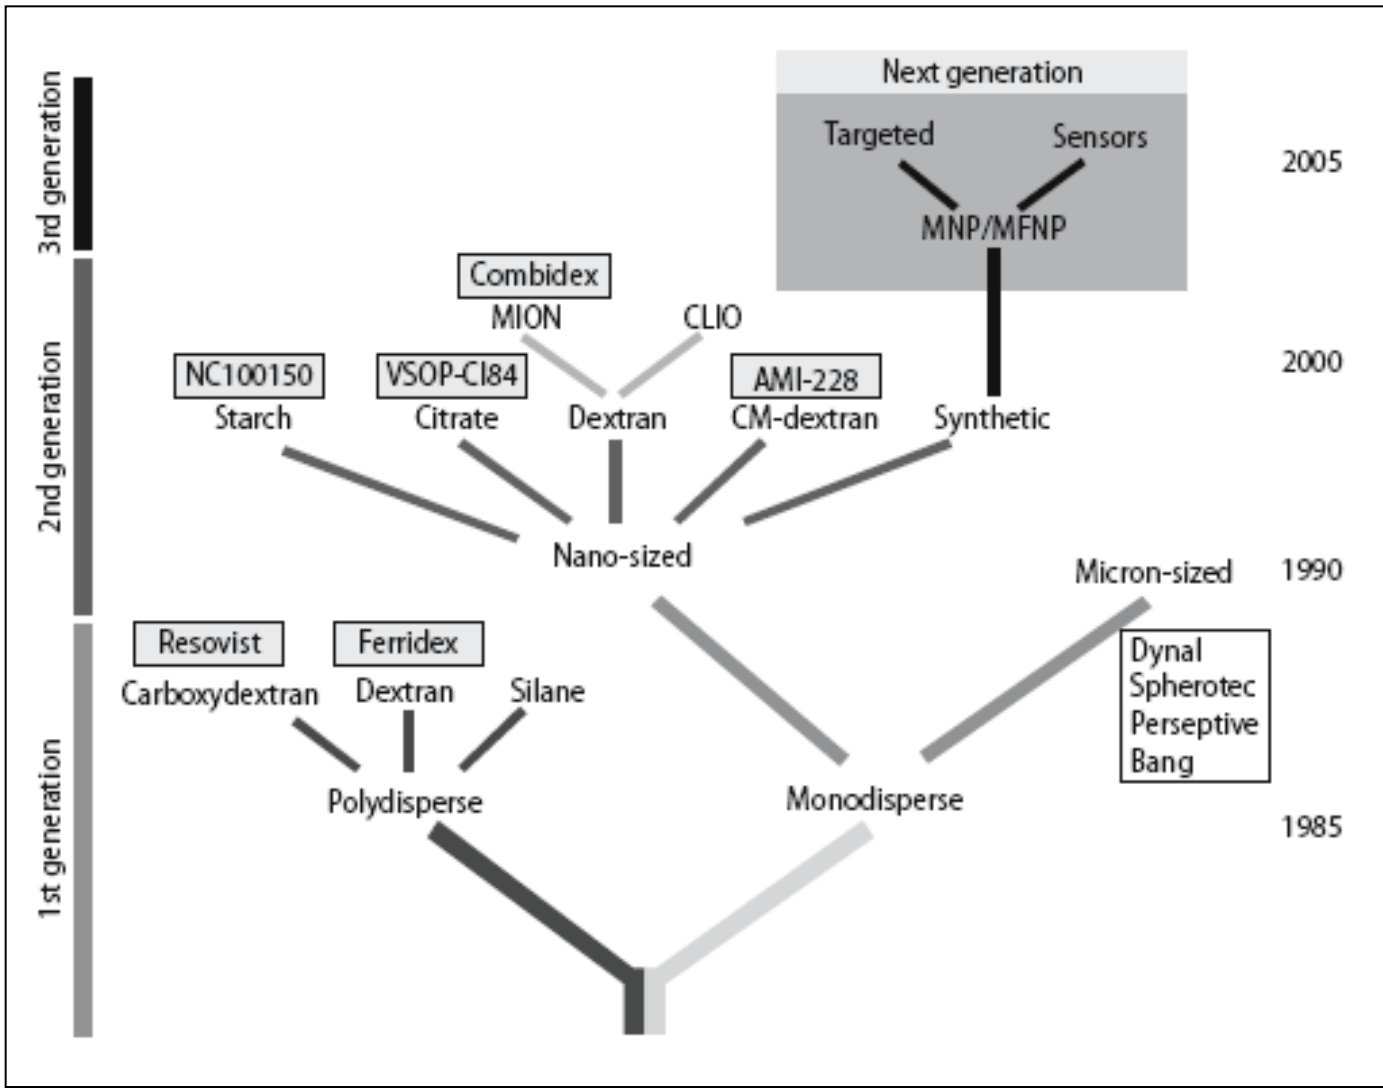 Next generation
Targeted
Sensors
2005
MNP/MFNP
3rd generation
Combidex
MION
CLIO
2000
NC100150
VSOP-Cl84
AMI-228
Starch
Citrate
Dextran
CM-dextran
Synthetic
2nd generation
Nano-sized
Micron-sized
1990
Resovist
Ferridex
Dynal
Spherotec
Perseptive
Bang
Carboxydextran
Dextran
Silane
Polydisperse
Monodisperse
1985
1st generation